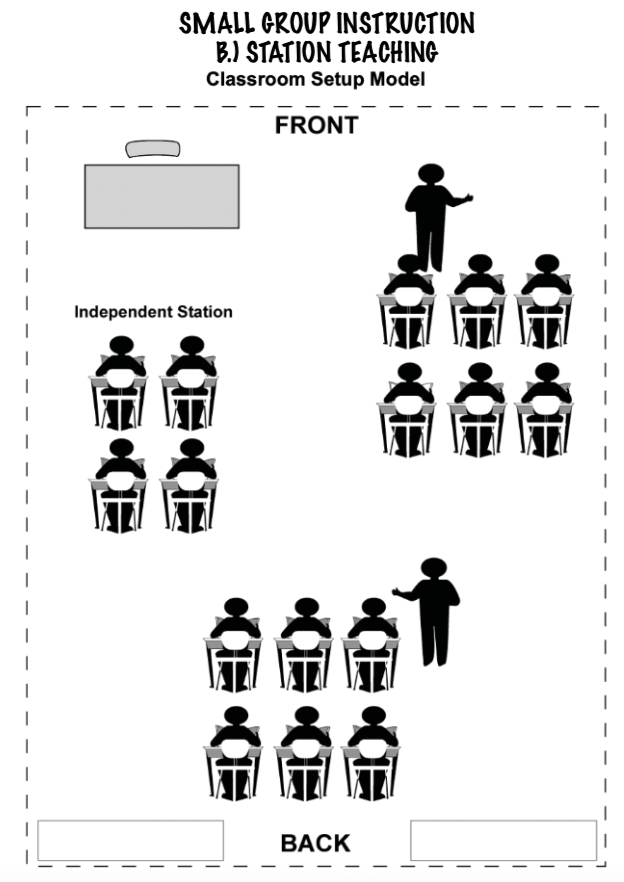 SMALL GROUP INSTRUCTION
B.) STATION TEACHING
Classroom Setup Model
FRONT
Independent Station
BACK